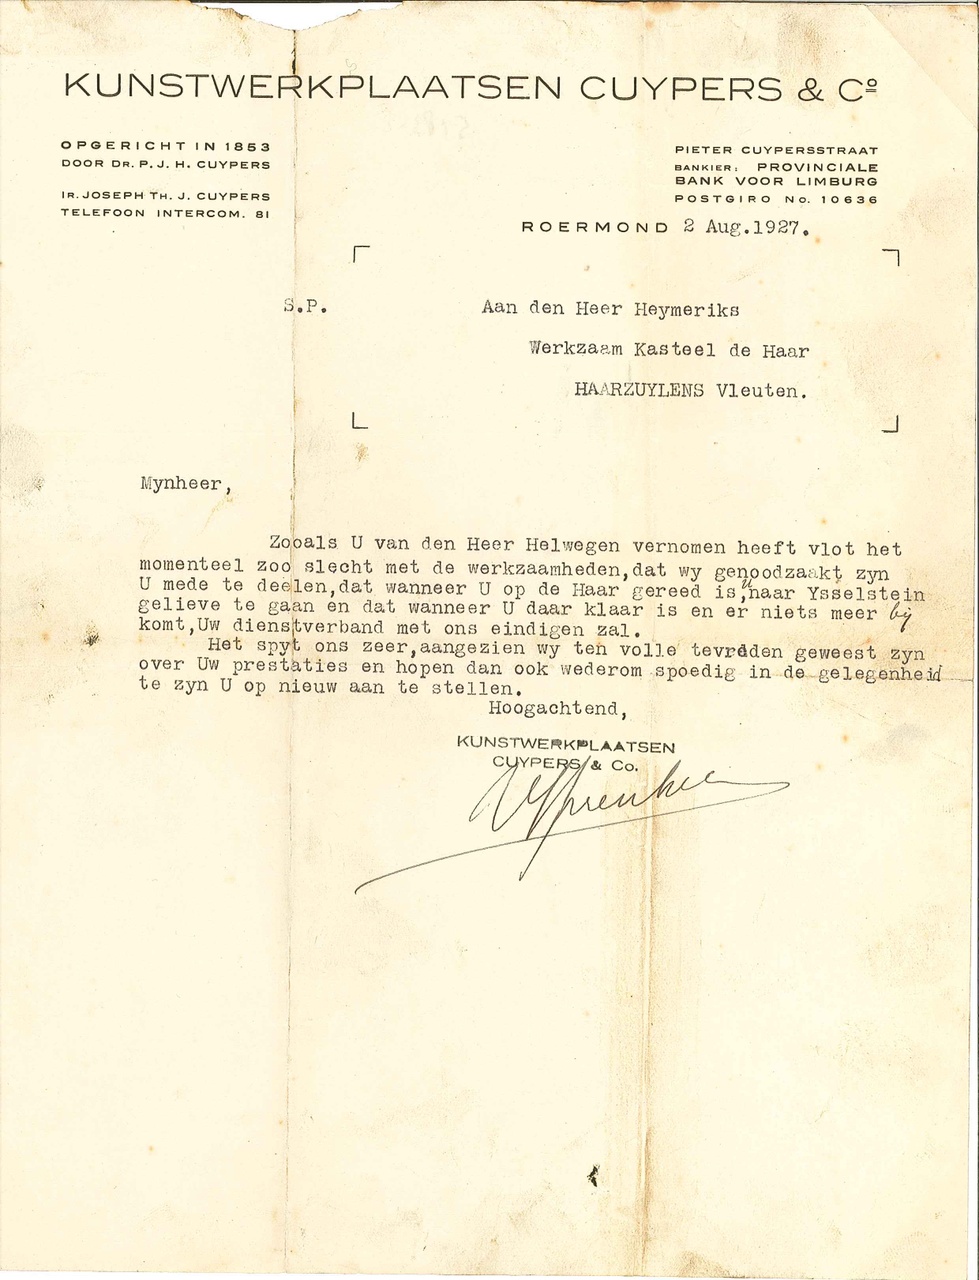 KUNSTWERKPLAATSEN CUYPERS & Cº
OPGERICHT IN 1853
DOOR DR. P. J. H. CUYPERS
IR. JOSEPH TH. J. CUYPERS
TELEFOON INTERCOM. 81
PIETER CUYPERSSTRAAT
BANKIER: PROVINCIALE
BANK VOOR LIMBURG
POSTGIRO No. 10636
ROERMOND 2 Aug.1927.
S.P.
Aan den Heer Heymeriks
Werkzaam Kasteel de Haar
HAARZUYLENS Vleuten.
Mynheer,
Zooals U van den Heer Helwegen vernomen heeft vlot het
momenteel zoo slecht met de werkzaamheden,dat wy genoodzaakt zyn
U mede te deelen,dat wanneer U op de Haar gereed is,U naar Ysselstein
gelieve te gaan en dat wanneer U daar klaar is en er niets meer bij
komt,Uw dienstverband met ons eindigen zal.
Het spyt ons zeer,aangezien wy ten volle tevredden geweest zyn
over Uw prestaties en hopen dan ook wederom spoedig in de gelegenheid
te zyn U op nieuw aan te stellen.
Hoogachtend,
KUNSTWERKPLAATSEN
CUYPERS & Co.